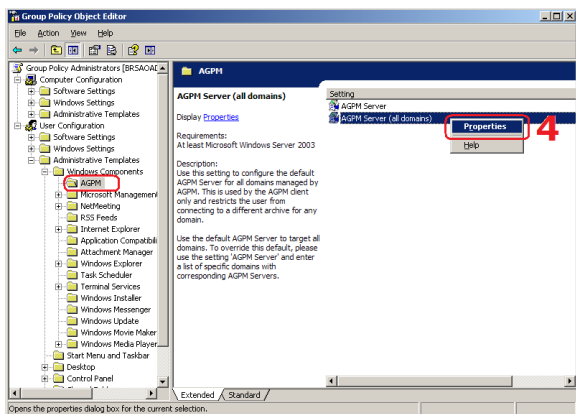 Group Policy Object Editor
File Action View Help
Group Policy Administrators [BRSAOAD
Computer Configuration
Software Settings
Windows Settings
Administrative Templates
User Configuration
Software Settings
Windows Settings
Administrative Templates
Windows Components
AGPM
Microsoft Management
NetMeeting
RSS Feeds
Internet Explorer
Application Compatibili
Attachment Manager
Windows Explorer
Task Scheduler
Terminal Services
Windows Installer
Windows Messenger
Windows Update
Windows Movie Maker
Windows Media Player
Start Menu and Taskbar
Desktop
Control Panel
AGPM
AGPM Server (all domains)
Display Properties
Requirements:
At least Microsoft Windows Server 2003
Description:
Use this setting to configure the default
AGPM Server for all domains managed by
AGPM. This is used by the AGPM client
only and restricts the user from
connecting to a different archive for any
domain.
Use the default AGPM Server to target all
domains. To override this default, please
use the setting 'AGPM Server' and enter
a list of specific domains with
corresponding AGPM Servers.
Setting
AGPM Server
AGPM Server (all domains)
Properties
Help
4
Extended Standard
Opens the properties dialog box for the current selection.